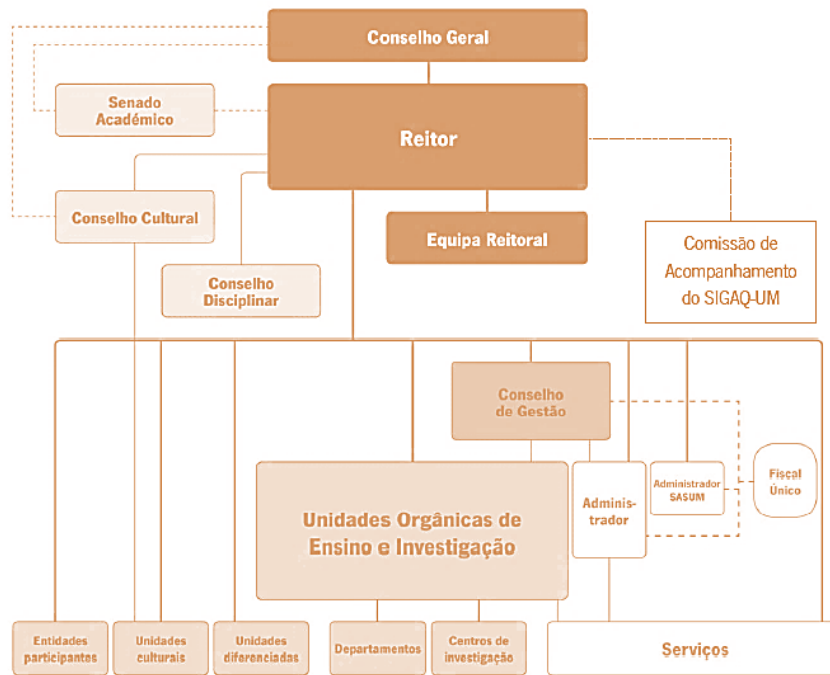 Conselho Geral
Senado
Académico
Reitor
Conselho Cultural
Equipa Reitoral
Comissão de
Acompanhamento
do SIGAQ-UM
Conselho
Disciplinar
Conselho
de Gestão
Unidades Orgânicas de
Ensino e Investigação
Adminis-
trador
Administrador
SASUM
Fiscal
Único
Entidades
participantes
Unidades
culturais
Unidades
diferenciadas
Departamentos
Centros de
investigação
Serviços